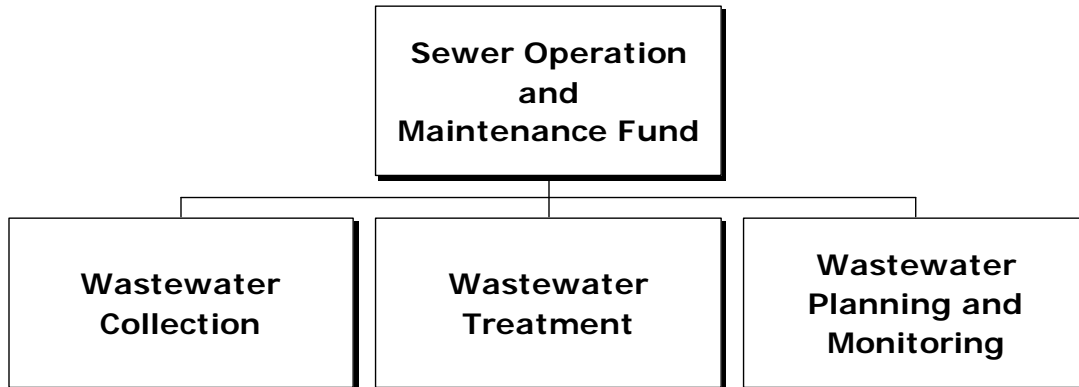 Sewer Operation
and
Maintenance Fund
Wastewater
Collection
Wastewater
Treatment
Wastewater
Planning and
Monitoring